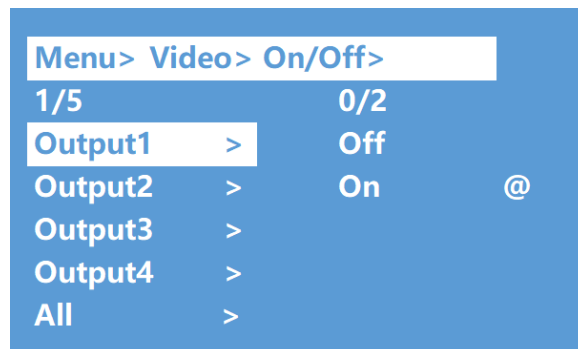 Menu> Video> On/Off>
1/5 0/2
Output1 > Off
Output2 > On @
Output3 >
Output4 >
All >